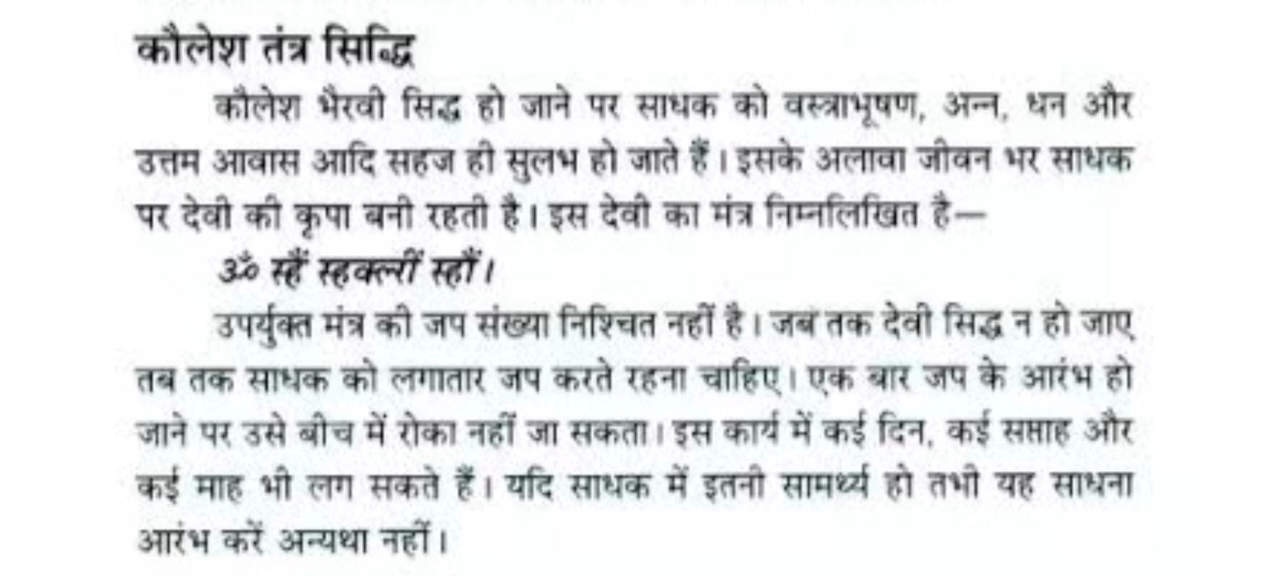 कौलेश तंत्र सिद्धि
कौलेश भैरवी सिद्ध हो जाने पर साधक को वस्त्राभूषण, अन्न, धन और
उत्तम आवास आदि सहज ही सुलभ हो जाते हैं। इसके अलावा जीवन भर साधक
पर देवी की कृपा बनी रहती है। इस देवी का मंत्र निम्नलिखित है—
ॐ स्हैं स्हक्लीं स्हौं।
उपर्युक्त मंत्र की जप संख्या निश्चित नहीं है। जब तक देवी सिद्ध न हो जाए
तब तक साधक को लगातार जप करते रहना चाहिए। एक बार जप के आरंभ हो
जाने पर उसे बीच में रोका नहीं जा सकता। इस कार्य में कई दिन, कई सप्ताह और
कई माह भी लग सकते हैं। यदि साधक में इतनी सामर्थ्य हो तभी यह साधना
आरंभ करें अन्यथा नहीं।